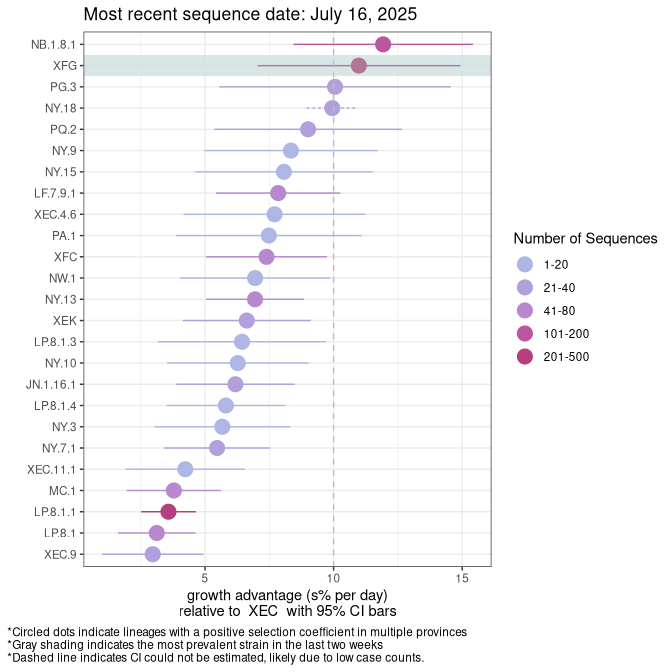 Most recent sequence date: July 16, 2025
NB.1.8.1
XFG
PG.3
NY.18
PQ.2
NY.9
NY.15
LF.7.9.1
XEC.4.6
PA.1
XFC
NW.1
NY.13
XEK
LP.8.1.3
NY.10
JN.1.16.1
LP.8.1.4
NY.3
NY.7.1
XEC.11.1
MC.1
LP.8.1.1
LP.8.1
XEC.9
5 10 15
growth advantage (s% per day)
relative to XEC with 95% CI bars
Number of Sequences
1-20
21-40
41-80
101-200
201-500
*Circled dots indicate lineages with a positive selection coefficient in multiple provinces
*Gray shading indicates the most prevalent strain in the last two weeks
*Dashed line indicates CI could not be estimated, likely due to low case counts.